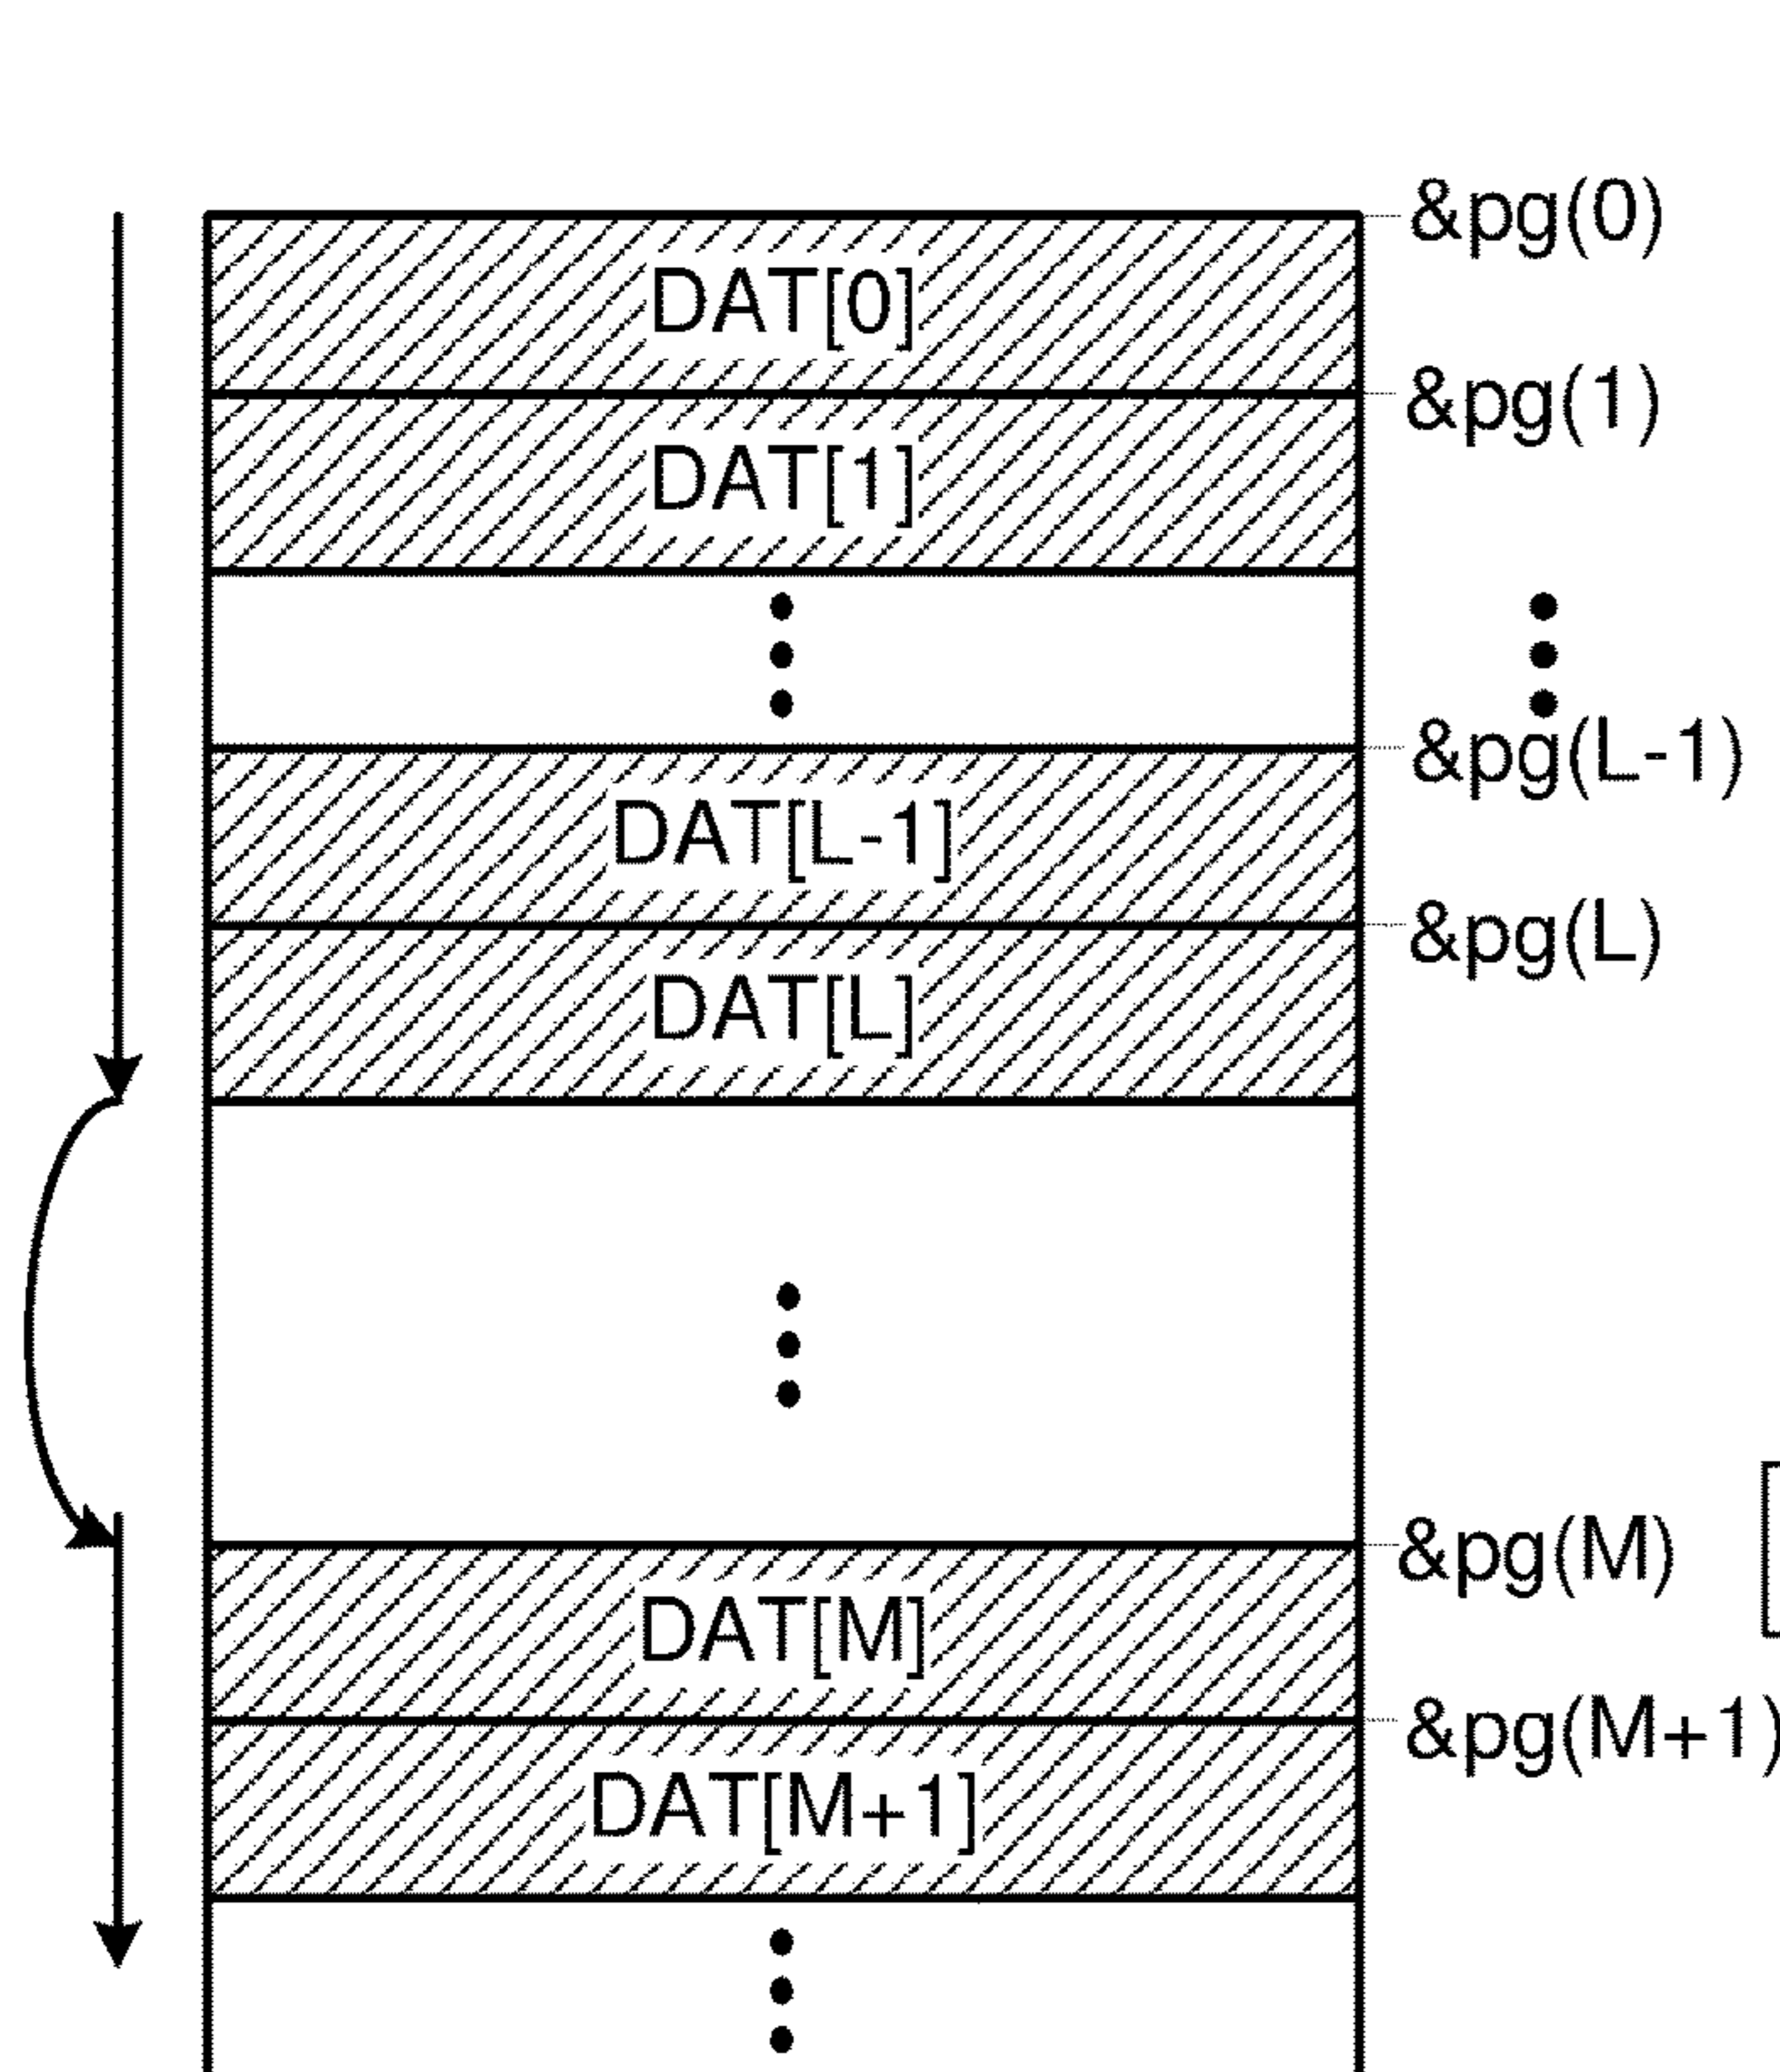 &pg(0)
DAT[0]
&pg(1)
DAT[1]
&pg(L-1)
DAT[L-1]
&pg(L)
DAT[L]
&pg(M)
DAT[M]
&pg(M+1)
DAT[M+1]